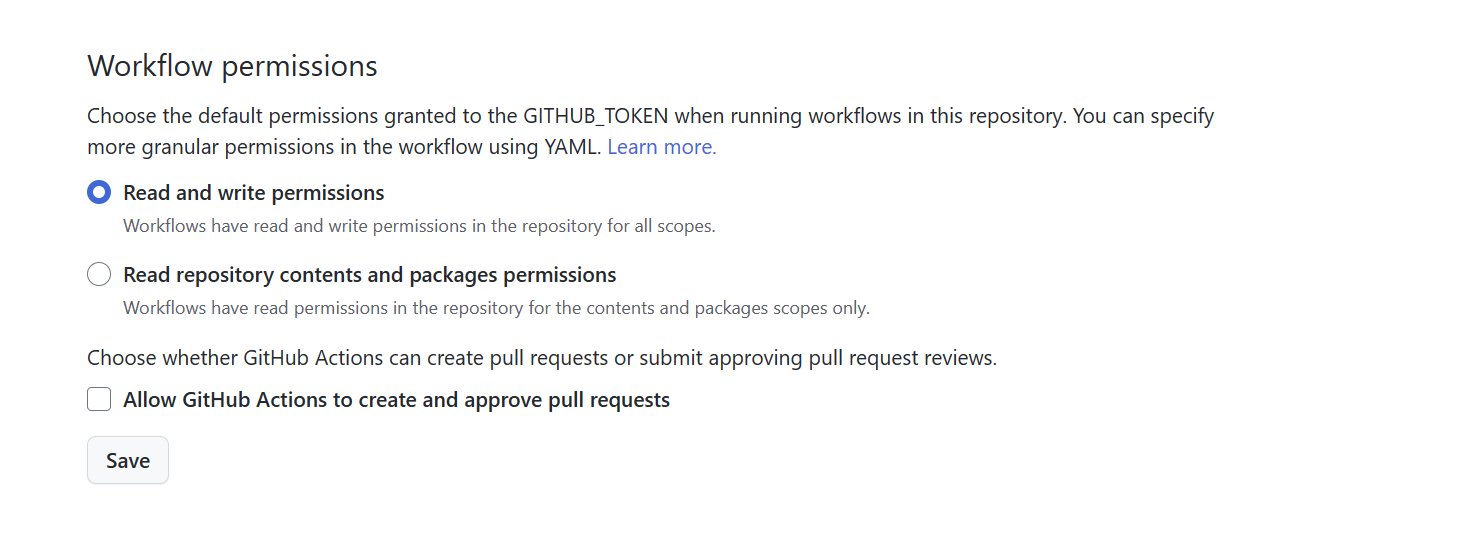 Workflow permissions
Choose the default permissions granted to the GITHUB_TOKEN when running workflows in this repository. You can specify
more granular permissions in the workflow using YAML. Learn more.
Read and write permissions
Workflows have read and write permissions in the repository for all scopes.
Read repository contents and packages permissions
Workflows have read permissions in the repository for the contents and packages scopes only.
Choose whether GitHub Actions can create pull requests or submit approving pull request reviews.
Allow GitHub Actions to create and approve pull requests
Save